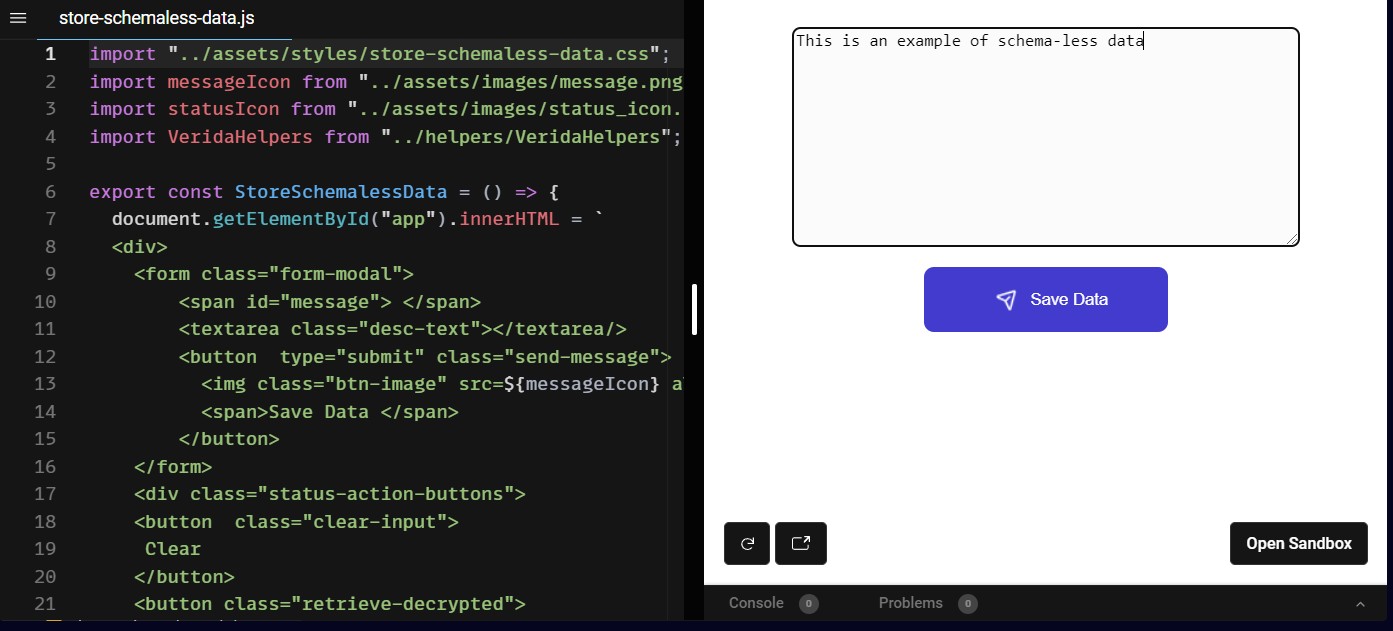 store-schemaless-data.js
1 import "../assets/styles/store-schemaless-data.css";
2 import messageIcon from "../assets/images/message.png
3 import statusIcon from "../assets/images/status_icon.
4 import VeridaHelpers from "../helpers/VeridaHelpers";
5
6 export const StoreSchemalessData = () => {
7   document.getElementById("app").innerHTML = `
8   <div>
9     <form class="form-modal">
10         <span id="message"> </span>
11         <textarea class="desc-text"></textarea/>
12         <button  type="submit" class="send-message">
13           <img class="btn-image" src=${messageIcon} a
14           <span>Save Data </span>
15         </button>
16     </form>
17     <div class="status-action-buttons">
18     <button  class="clear-input">
19      Clear
20     </button>
21     <button class="retrieve-decrypted">
This is an example of schema-less data
Save Data
Open Sandbox
Console 0 Problems 0